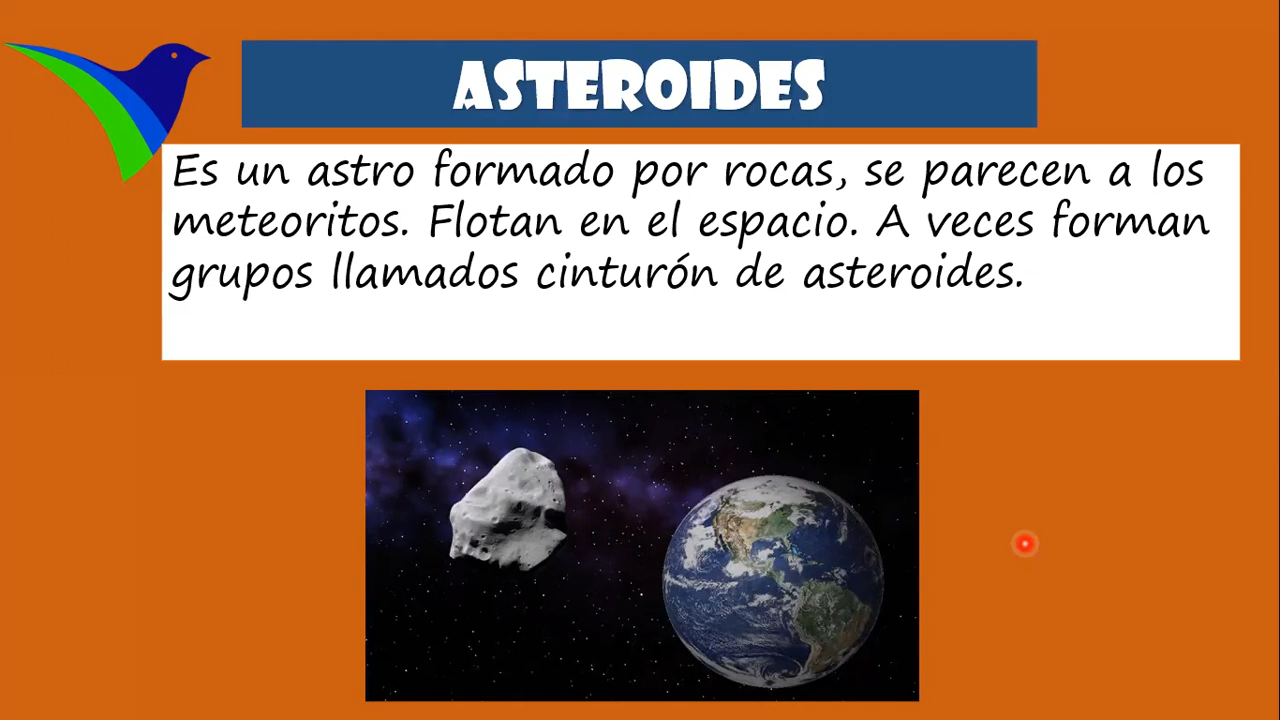 ASTEROIDES
Es un astro formado por rocas, se parecen a los
meteoritos. Flotan en el espacio. A veces forman
grupos llamados cinturón de asteroides.